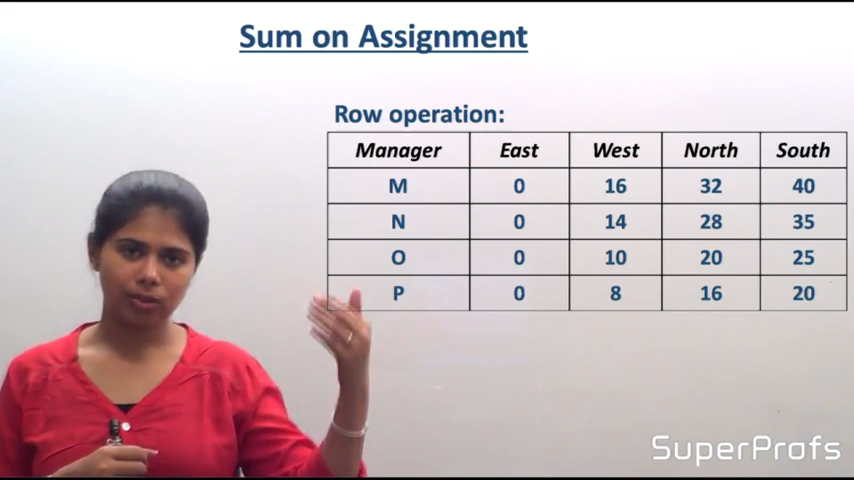 Sum on Assignment
Row operation:
Manager East West North South
M 0 16 32 40
N 0 14 28 35
O 0 10 20 25
P 0 8 16 20
SuperProfs